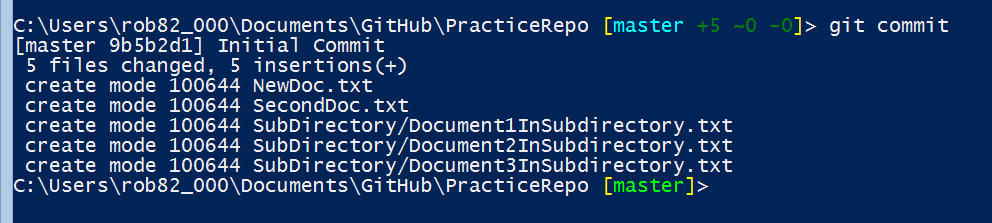 C:\Users\rob82_000\Documents\GitHub\PracticeRepo [master +5 ~0 -0]> git commit
[master 9b5b2d1] Initial Commit
 5 files changed, 5 insertions(+)
 create mode 100644 NewDoc.txt
 create mode 100644 SecondDoc.txt
 create mode 100644 SubDirectory/Document1InSubdirectory.txt
 create mode 100644 SubDirectory/Document2InSubdirectory.txt
 create mode 100644 SubDirectory/Document3InSubdirectory.txt
C:\Users\rob82_000\Documents\GitHub\PracticeRepo [master]>